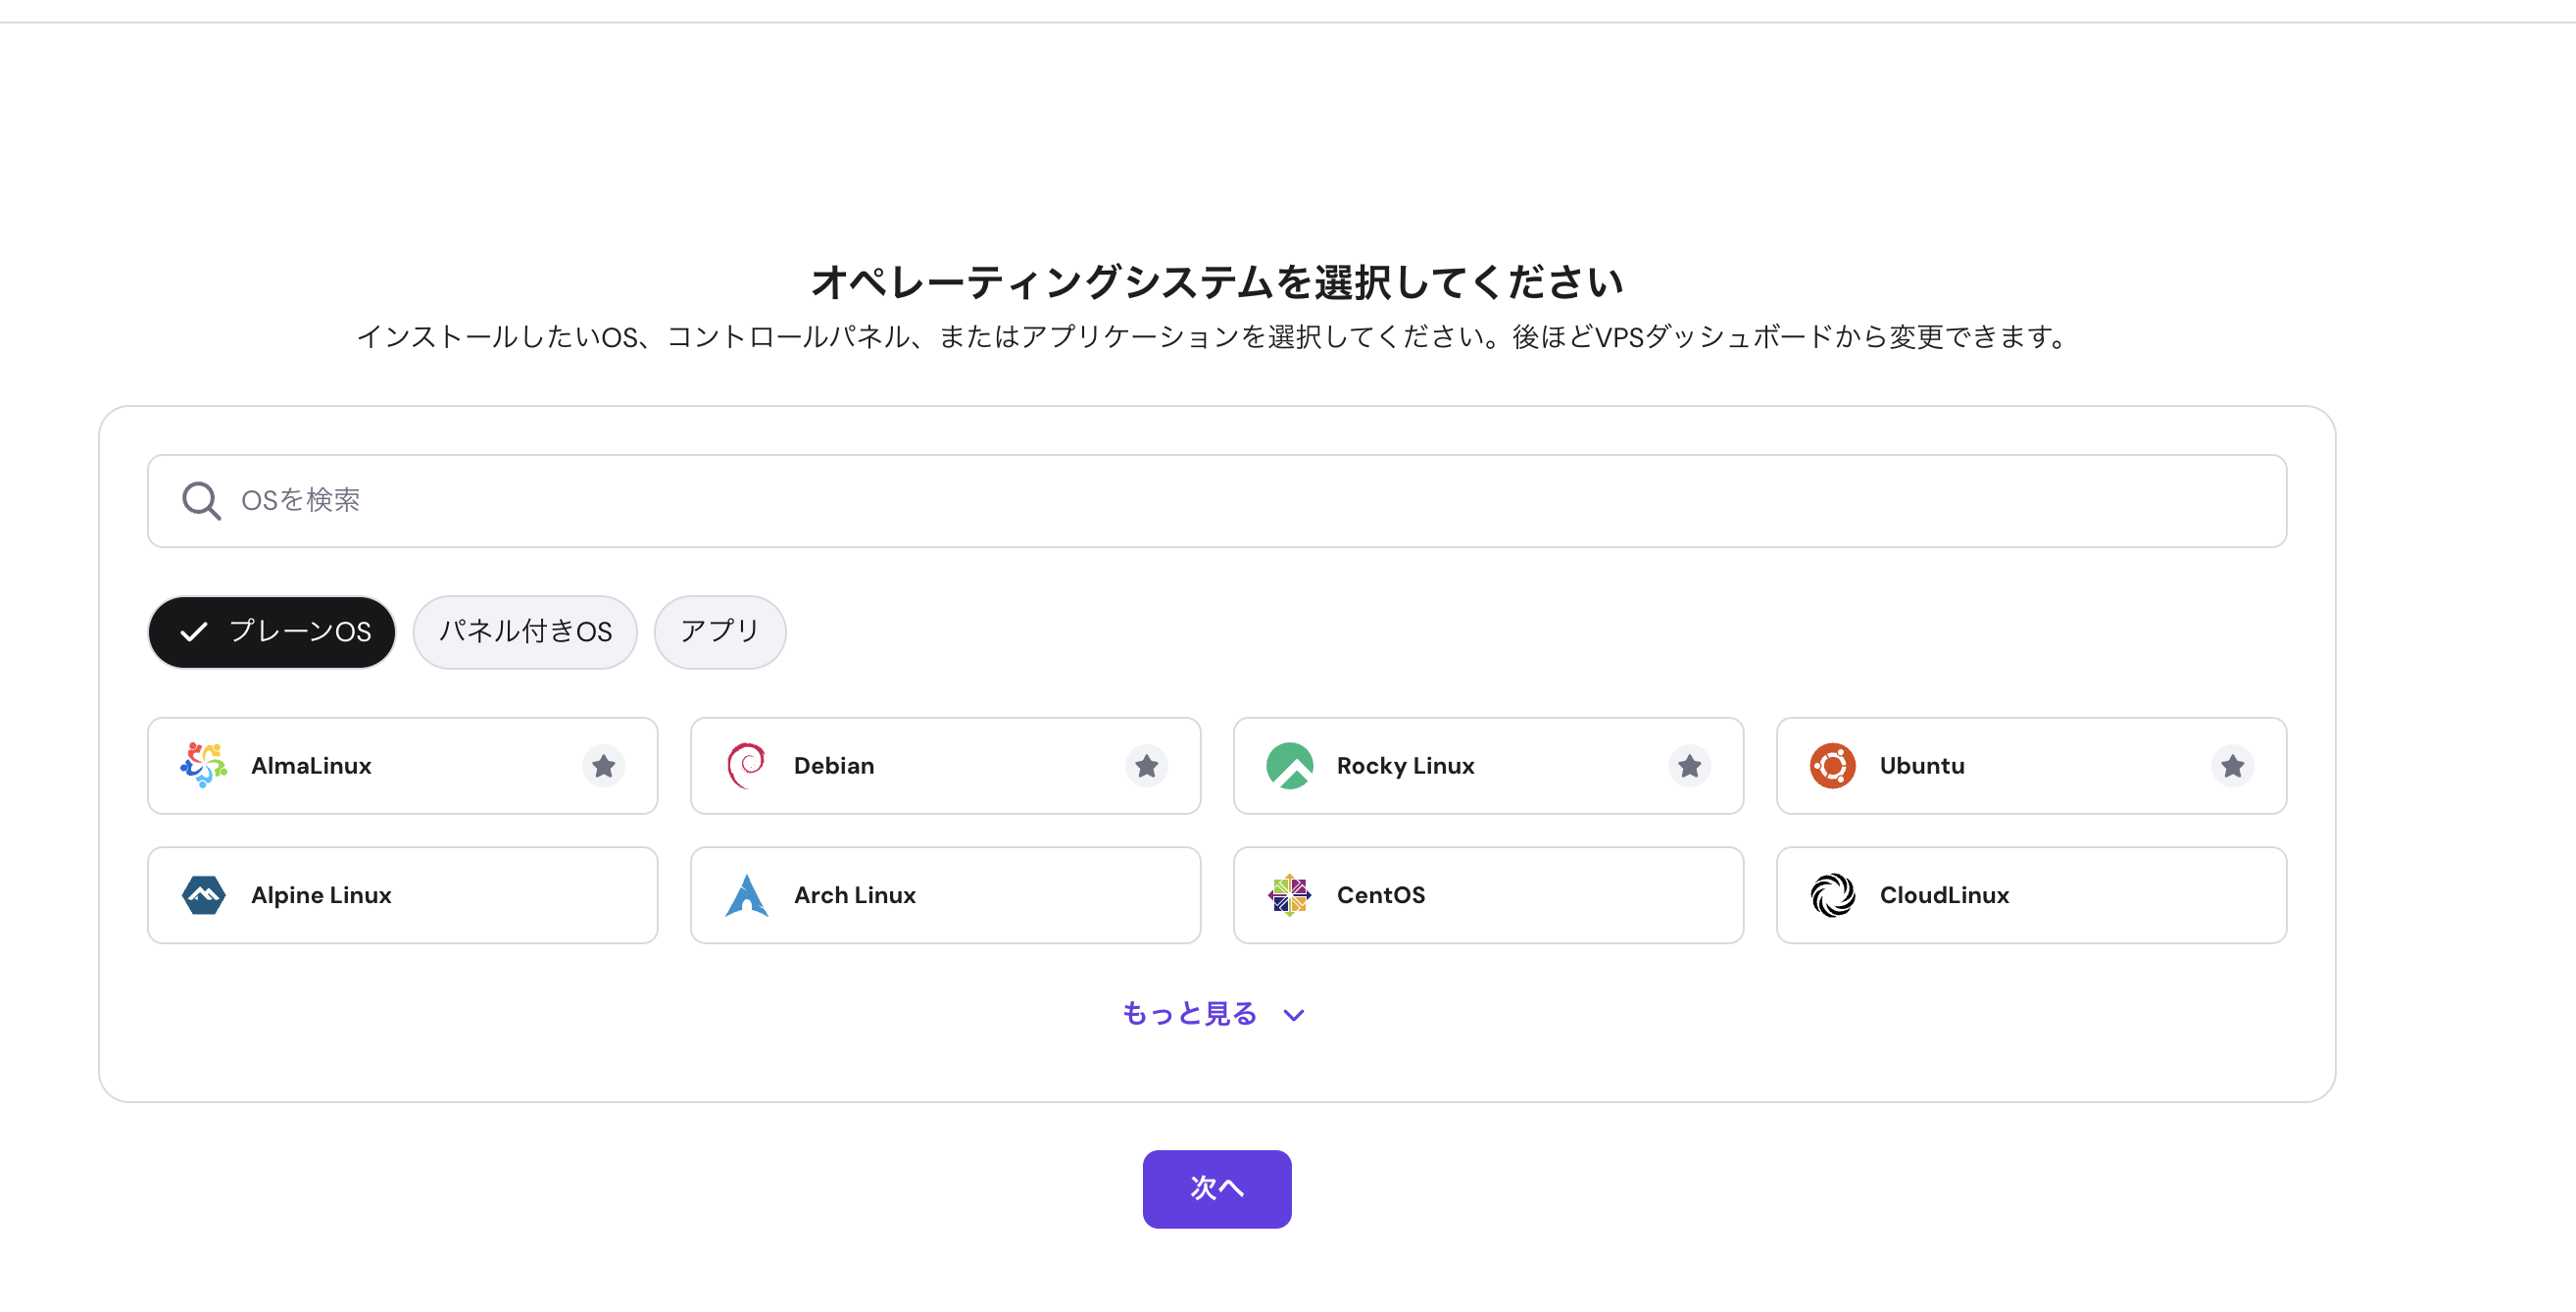 オペレーティングシステムを選択してください
インストールしたいOS、コントロールパネル、またはアプリケーションを選択してください。後ほどVPSダッシュボードから変更できます。
OSを検索
プレーンOS パネル付きOS アプリ
AlmaLinux Debian Rocky Linux Ubuntu
Alpine Linux Arch Linux CentOS CloudLinux
もっと見る
次へ